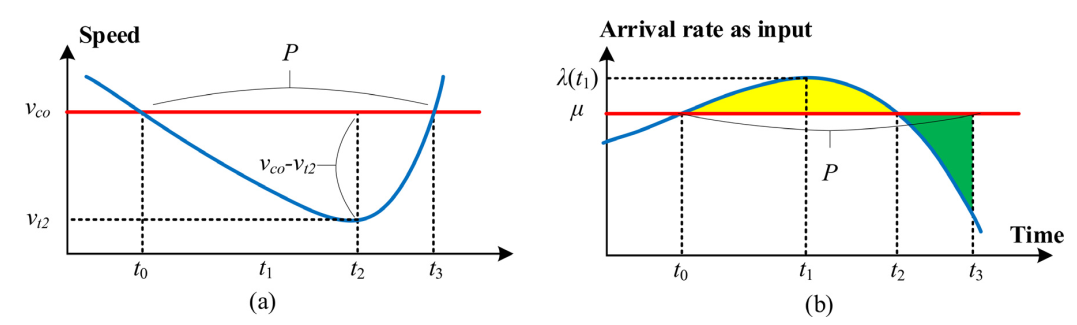 Speed
P
v_co
v_co-v_t2
v_t2
t_0
t_1
t_2
t_3
(a)
Arrival rate as input
λ(t_1)
μ
P
Time
t_0
t_1
t_2
t_3
(b)